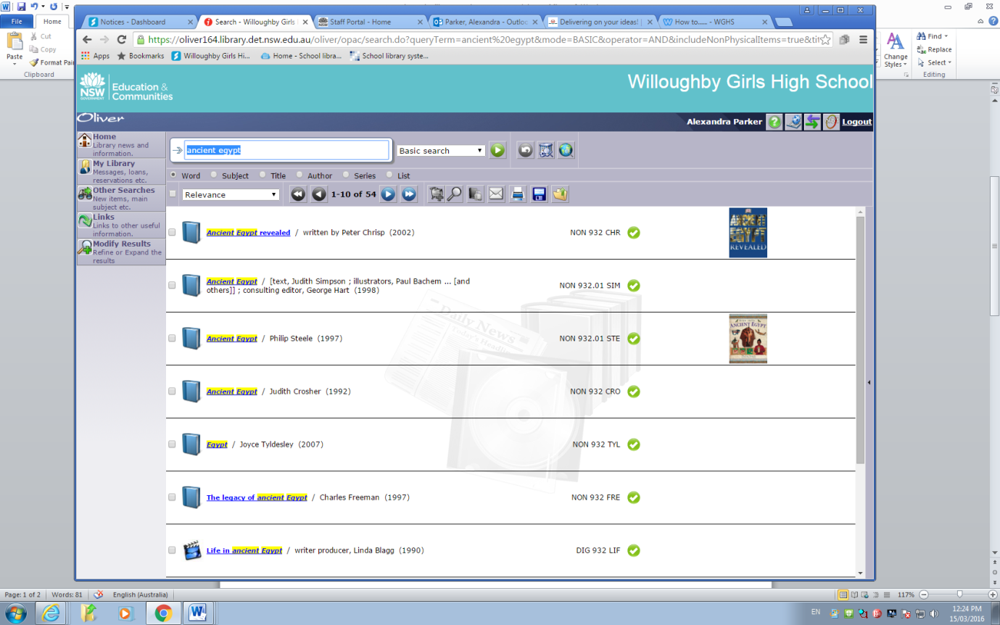 File
Home
Paste
Cut
Copy
Format Pai
Clipboard
Notices - Dashboard
Search - Willoughby Girls
Staff Portal - Home
Parker, Alexandra - Outloo
Delivering on your ideas! |
How to...... - WGHS
https://oliver164.library.det.nsw.edu.au/oliver/opac/search.do?queryTerm=ancient%20egypt&mode=BASIC&operator=AND&includeNonPhysicalItems=true&tit
Apps
Bookmarks
Willoughby Girls Hi...
Home - School libra...
School library syste...
Find
Replace
Select
Change Styles
Editing
NSW GOVERNMENT
Education & Communities
Willoughby Girls High School
Oliver
Alexandra Parker
Logout
Home
Library news and information.
My Library
Messages, loans, reservations etc.
Other Searches
New items, main subject etc.
Links
Links to other useful information.
Modify Results
Refine or Expand the results
ancient egypt
Basic search
Word Subject Title Author Series List
Relevance
1-10 of 54
Ancient Egypt revealed / written by Peter Chrisp (2002) NON 932 CHR
ANCIENT EGYPT REVEALED
Ancient Egypt / [text, Judith Simpson ; illustrators, Paul Bachem ... [and
others]] ; consulting editor, George Hart (1998) NON 932.01 SIM
Daily News
Today's Headlin
Ancient Egypt / Philip Steele (1997) NON 932.01 STE
ANCIENT EGYPT
Ancient Egypt / Judith Crosher (1992) NON 932 CRO
Egypt / Joyce Tyldesley (2007) NON 932 TYL
The legacy of ancient Egypt / Charles Freeman (1997) NON 932 FRE
Life in ancient Egypt / writer producer, Linda Blagg (1990) DIG 932 LIF
Page: 1 of 2
Words: 81
English (Australia)
117%
EN
12:24 PM
15/03/2016